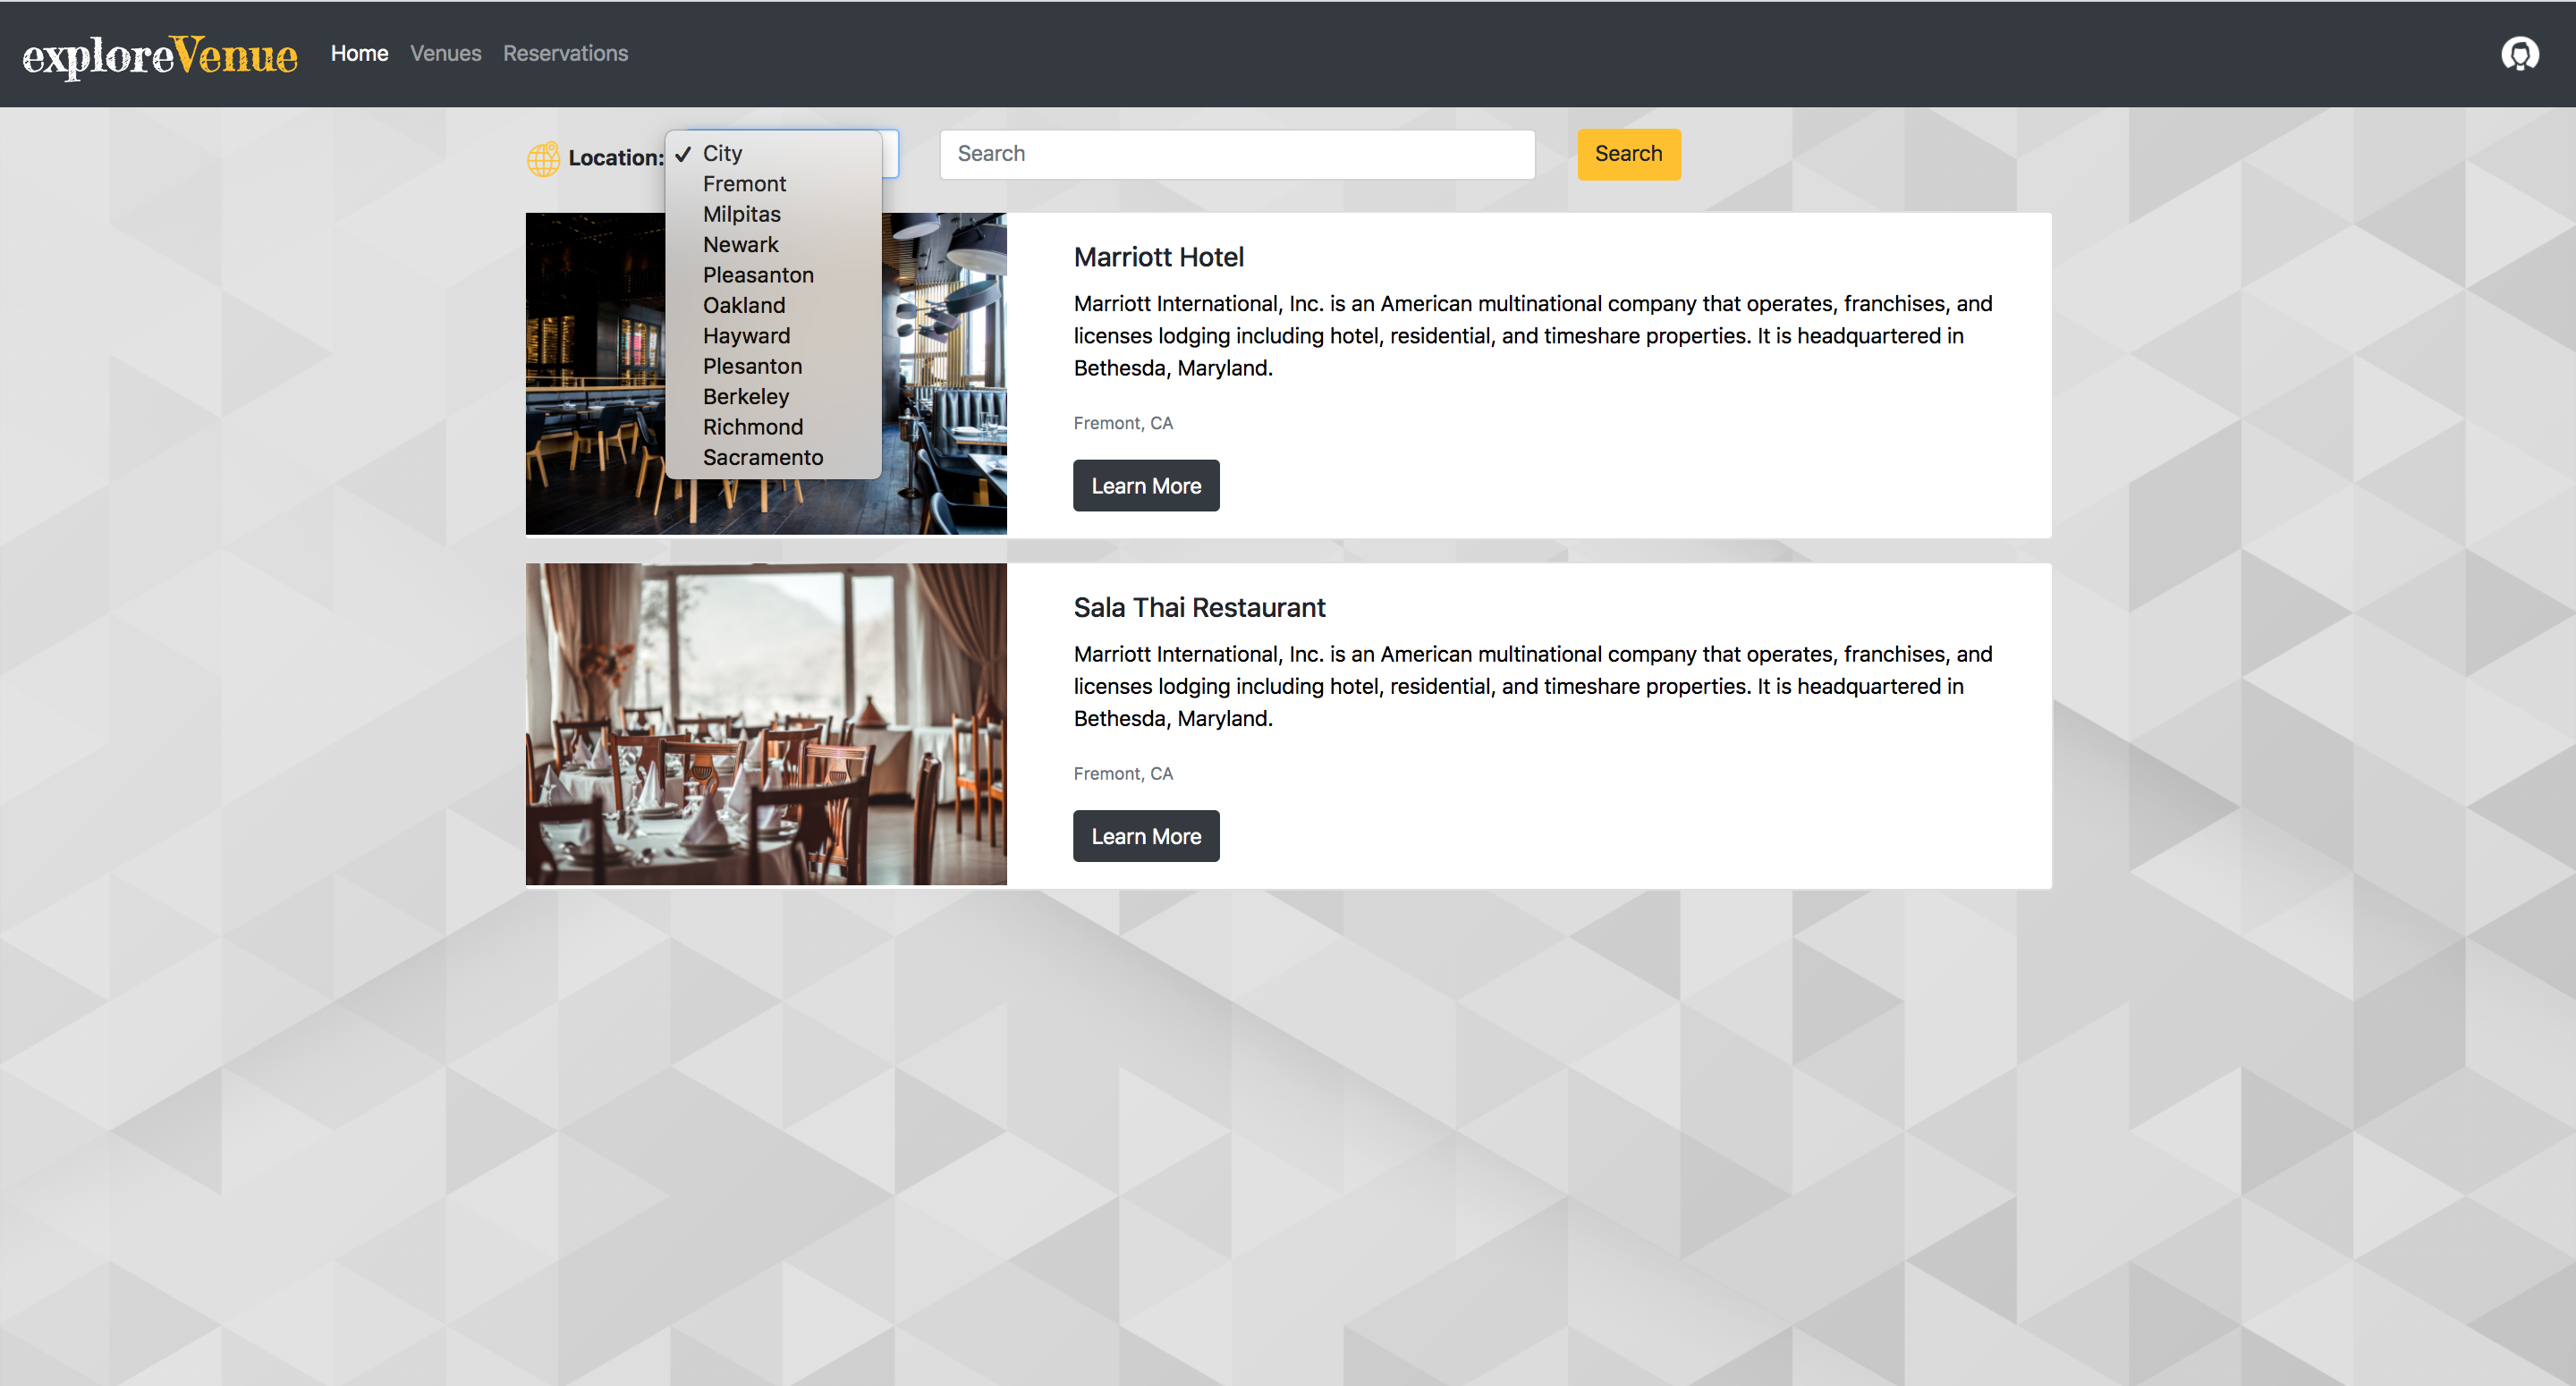 exploreVenue Home Venues Reservations
Location: ✓ City Search Search
Fremont
Milpitas
Newark
Pleasanton
Oakland
Hayward
Plesanton
Berkeley
Richmond
Sacramento
Marriott Hotel
Marriott International, Inc. is an American multinational company that operates, franchises, and
licenses lodging including hotel, residential, and timeshare properties. It is headquartered in
Bethesda, Maryland.
Fremont, CA
Learn More
Sala Thai Restaurant
Marriott International, Inc. is an American multinational company that operates, franchises, and
licenses lodging including hotel, residential, and timeshare properties. It is headquartered in
Bethesda, Maryland.
Fremont, CA
Learn More